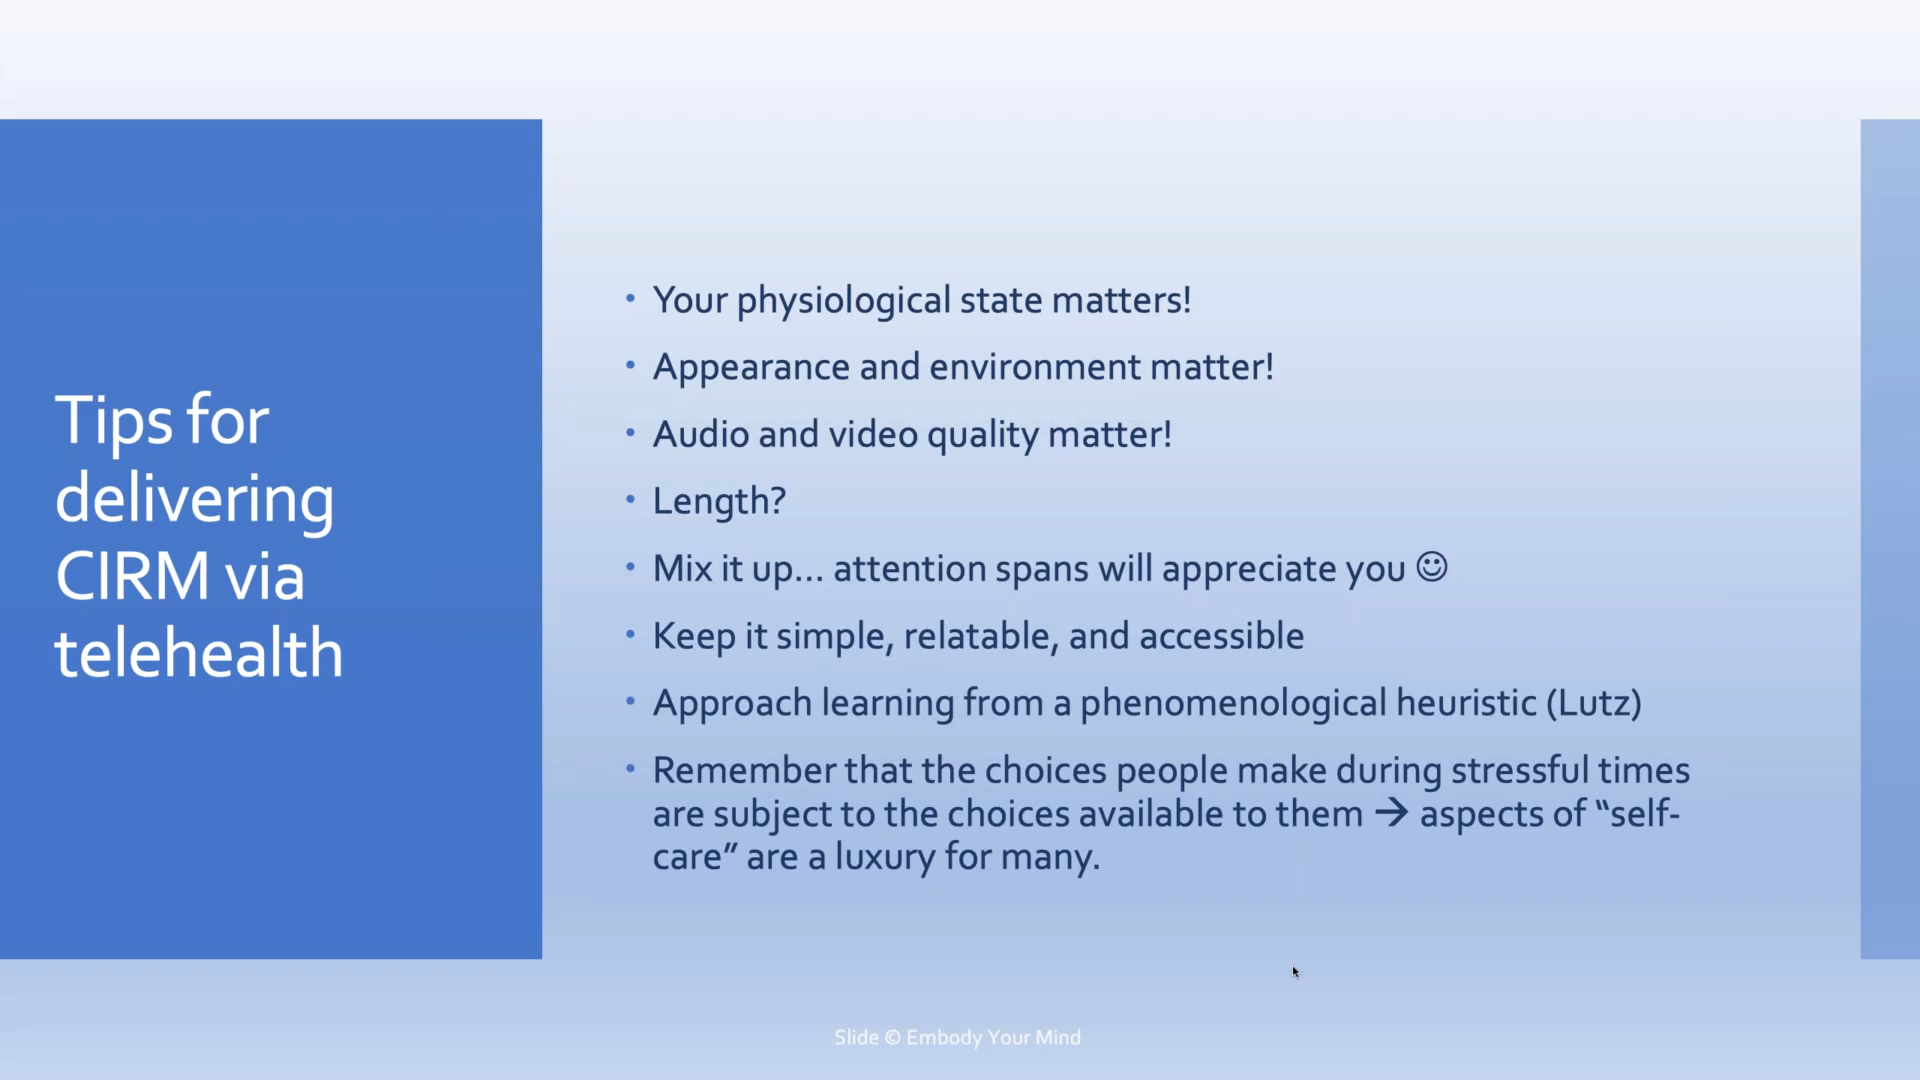 Tips for
delivering
CIRM via
telehealth
• Your physiological state matters!
• Appearance and environment matter!
• Audio and video quality matter!
• Length?
• Mix it up... attention spans will appreciate you ☺
• Keep it simple, relatable, and accessible
• Approach learning from a phenomenological heuristic (Lutz)
• Remember that the choices people make during stressful times
are subject to the choices available to them → aspects of “self-
care” are a luxury for many.
Slide © Embody Your Mind